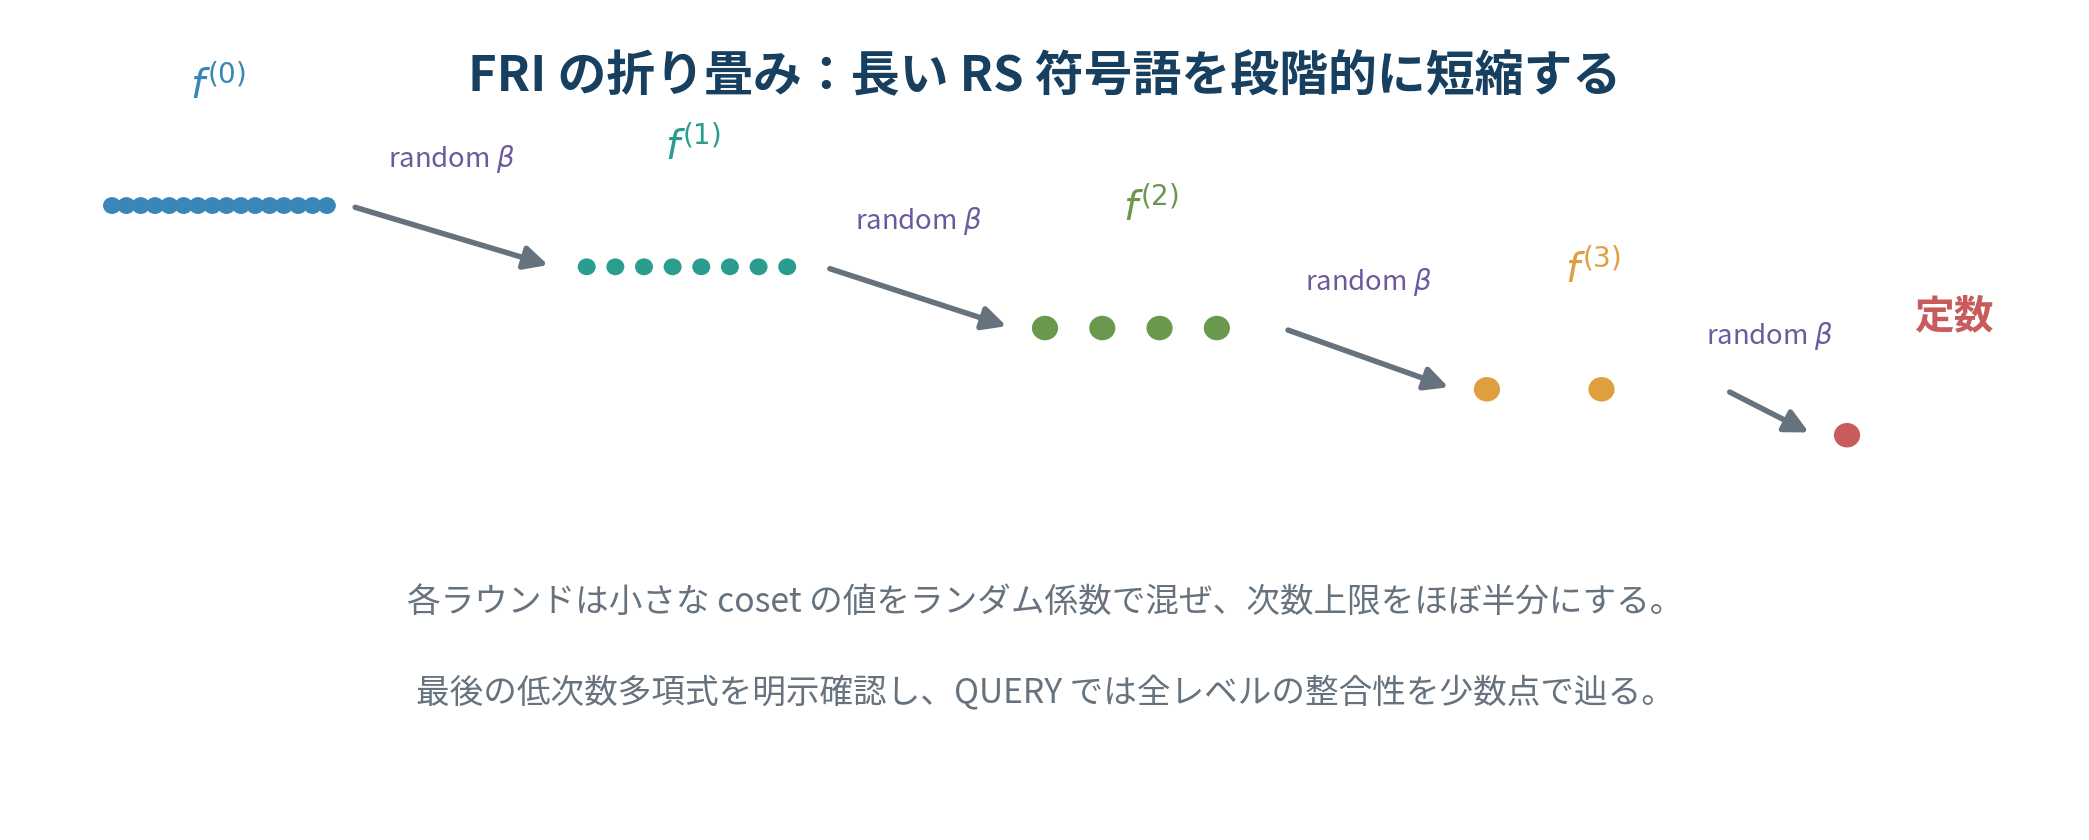 FRI の折り畳み：長い RS 符号語を段階的に短縮する
f(0)
random β
f(1)
random β
f(2)
random β
f(3)
random β
定数
各ラウンドは小さな coset の値をランダム係数で混ぜ、次数上限をほぼ半分にする。
最後の低次数多項式を明示確認し、QUERY では全レベルの整合性を少数点で辿る。